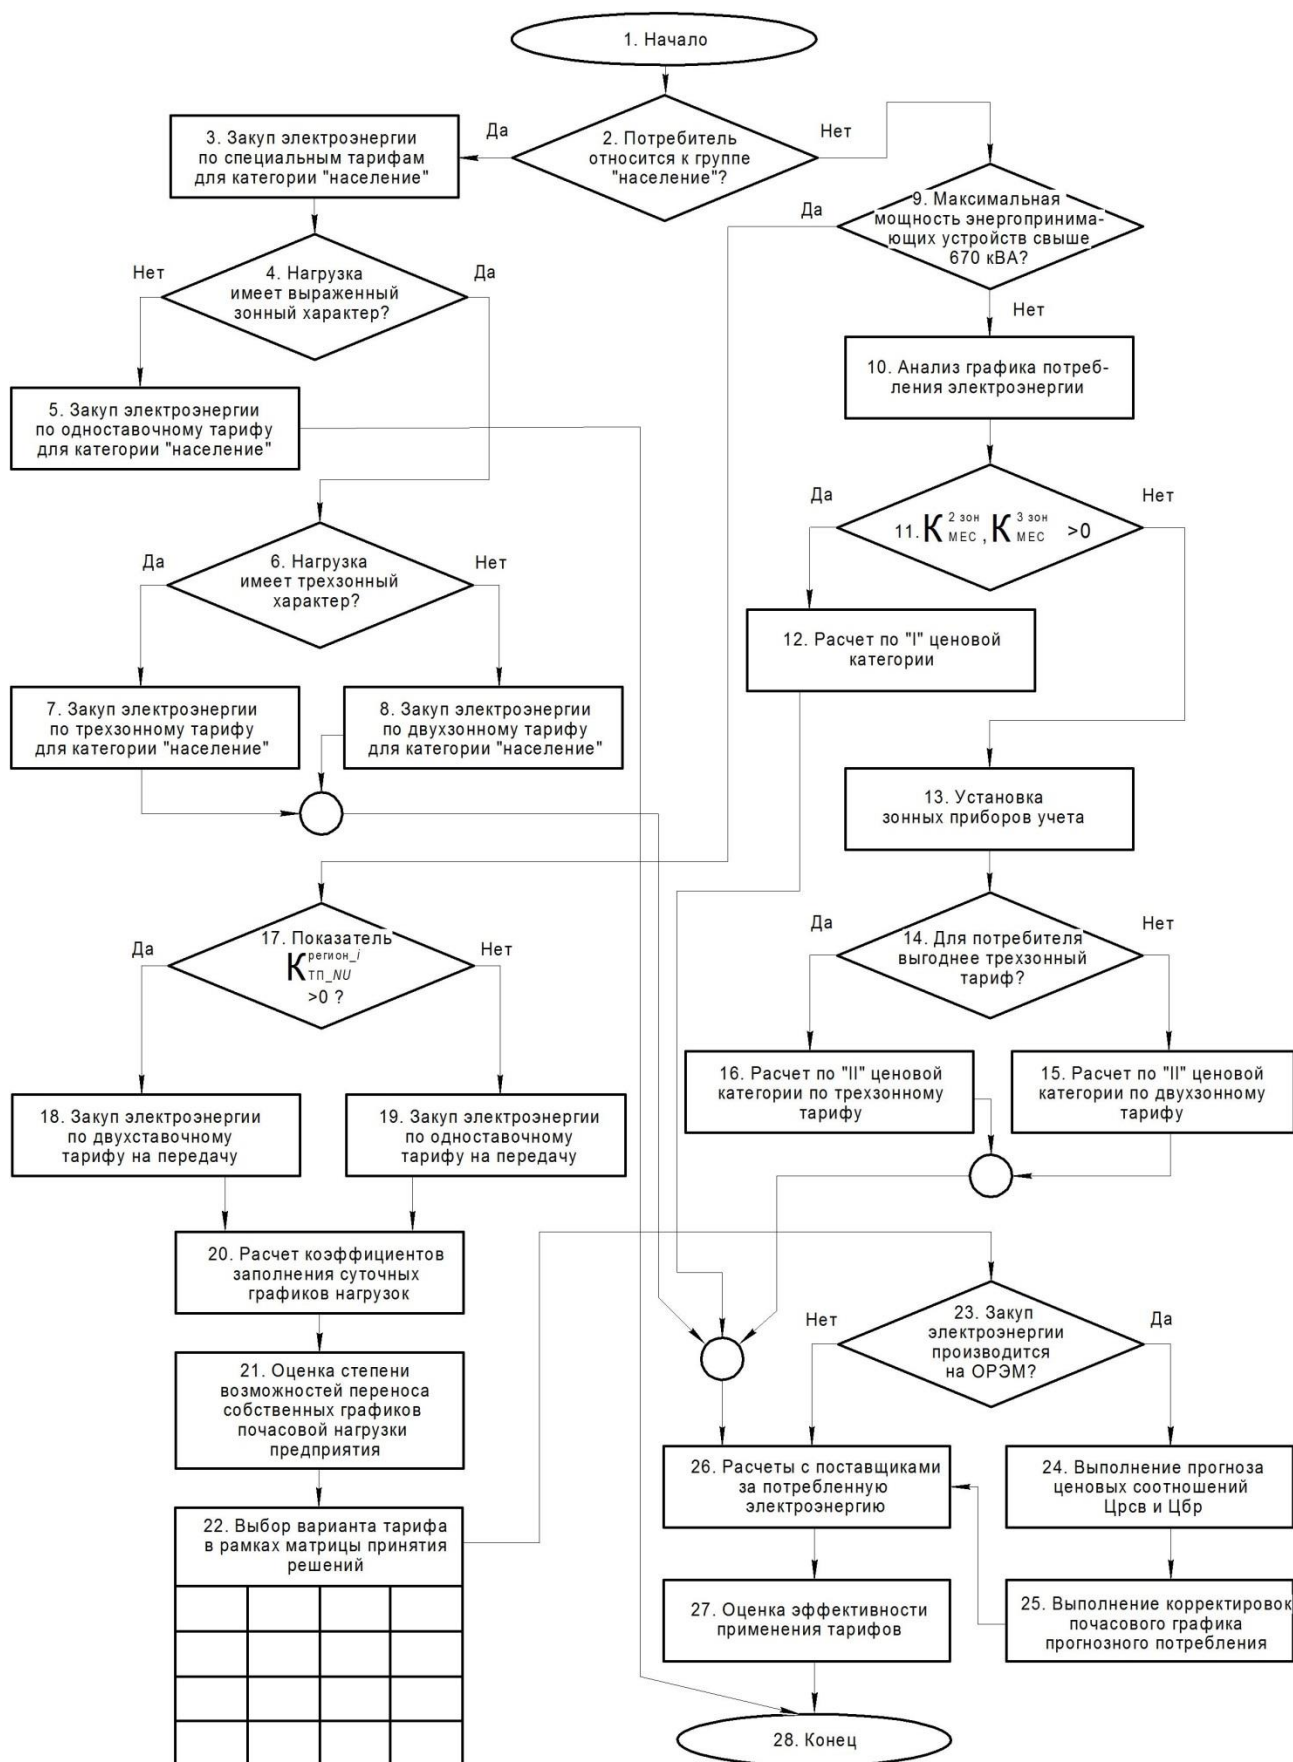 1. Начало
2. Потребитель
относится к группе
"население"?
Да
Нет
3. Закуп электроэнергии
по специальным тарифам
для категории "население"
4. Нагрузка
имеет выраженный
зонный характер?
Нет
Да
5. Закуп электроэнергии
по одноставочному тарифу
для категории "население"
6. Нагрузка
имеет трехзонный
характер?
Да
Нет
7. Закуп электроэнергии
по трехзонному тарифу
для категории "население"
8. Закуп электроэнергии
по двухзонному тарифу
для категории "население"
9. Максимальная
мощность энергопринима-
ющих устройств свыше
670 кВА?
Да
Нет
10. Анализ графика потреб-
ления электроэнергии
11. К 2 зон МЕС , К 3 зон МЕС >0
Да
Нет
12. Расчет по "I" ценовой
категории
13. Установка
зонных приборов учета
14. Для потребителя
выгоднее трехзонный
тариф?
Да
Нет
16. Расчет по "II" ценовой
категории по трехзонному
тарифу
15. Расчет по "II" ценовой
категории по двухзонному
тарифу
17. Показатель
К регион_i ТП_NU
>0 ?
Да
Нет
18. Закуп электроэнергии
по двухставочному
тарифу на передачу
19. Закуп электроэнергии
по одноставочному
тарифу на передачу
20. Расчет коэффициентов
заполнения суточных
графиков нагрузок
21. Оценка степени
возможностей переноса
собственных графиков
почасовой нагрузки
предприятия
22. Выбор варианта тарифа
в рамках матрицы принятия
решений
23. Закуп
электроэнергии
производится
на ОРЭМ?
Нет
Да
24. Выполнение прогноза
ценовых соотношений
Црсв и Цбр
25. Выполнение корректировок
почасового графика
прогнозного потребления
26. Расчеты с поставщиками
за потребленную
электроэнергию
27. Оценка эффективности
применения тарифов
28. Конец